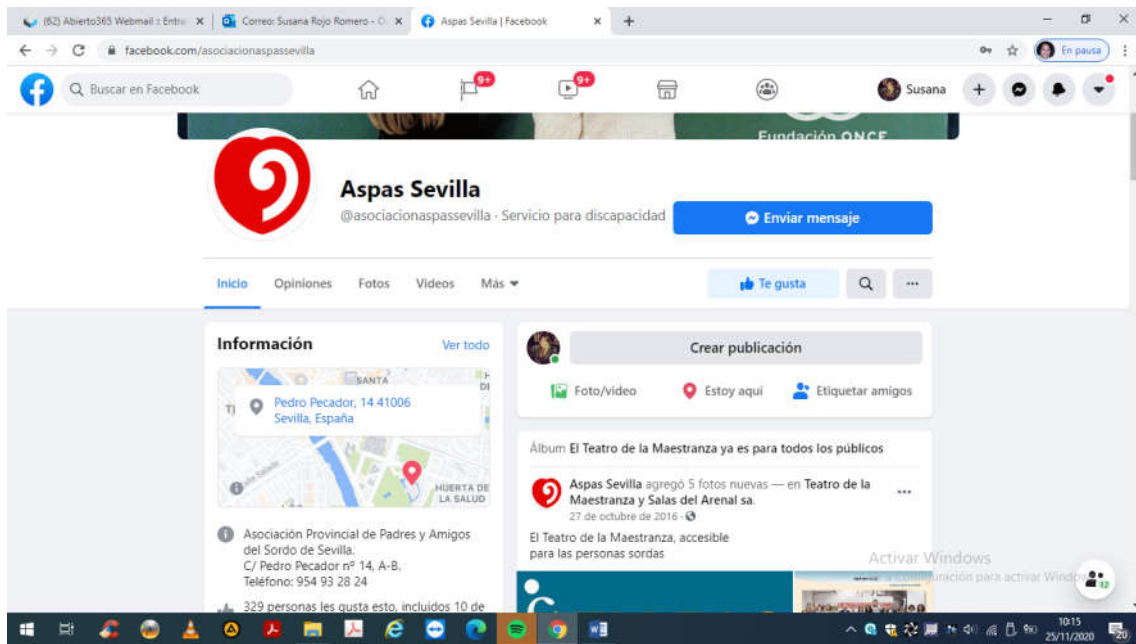 (62) Abierto365 Webmail :: Entra
Correo: Susana Rojo Romero - O
Aspas Sevilla | Facebook
facebook.com/asociacionaspassevilla
En pausa
Buscar en Facebook
9+
9+
Susana
Fundación ONCE
Aspas Sevilla
@asociacionaspassevilla · Servicio para discapacidad
Enviar mensaje
Inicio Opiniones Fotos Videos Más
Te gusta
Información
Ver todo
SANTA
Pedro Pecador, 14 41006
Sevilla, España
HUERTA DE
LA SALUD
Asociación Provincial de Padres y Amigos
del Sordo de Sevilla.
C/ Pedro Pecador nº 14, A-B.
Teléfono: 954 93 28 24
329 personas les gusta esto, incluidos 10 de
Crear publicación
Foto/video Estoy aquí Etiquetar amigos
Álbum El Teatro de la Maestranza ya es para todos los públicos
Aspas Sevilla agregó 5 fotos nuevas — en Teatro de la
Maestranza y Salas del Arenal sa.
27 de octubre de 2016 ·
El Teatro de la Maestranza, accesible
para las personas sordas
Activar Windows
para activar Windows
12
10:15
25/11/2020